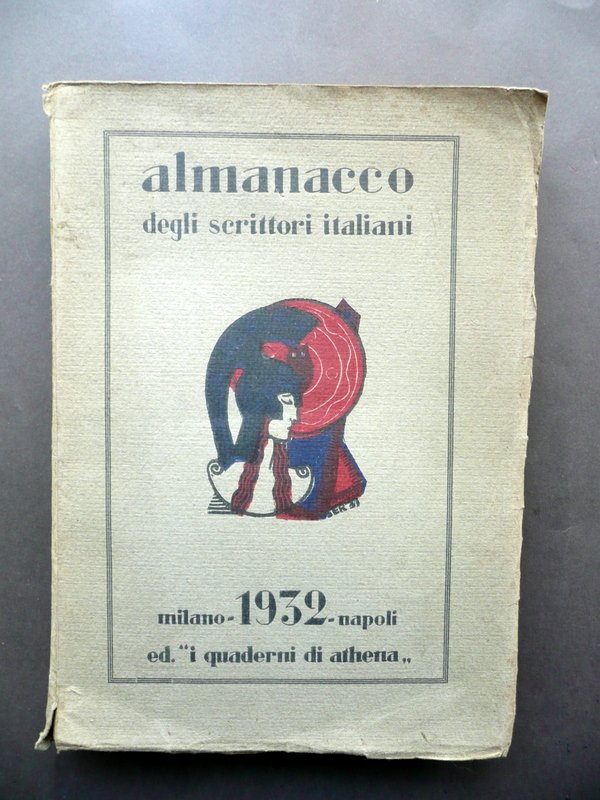 almanacco
degli scrittori italiani
milano-1932-napoli
ed. “i quaderni di athena„